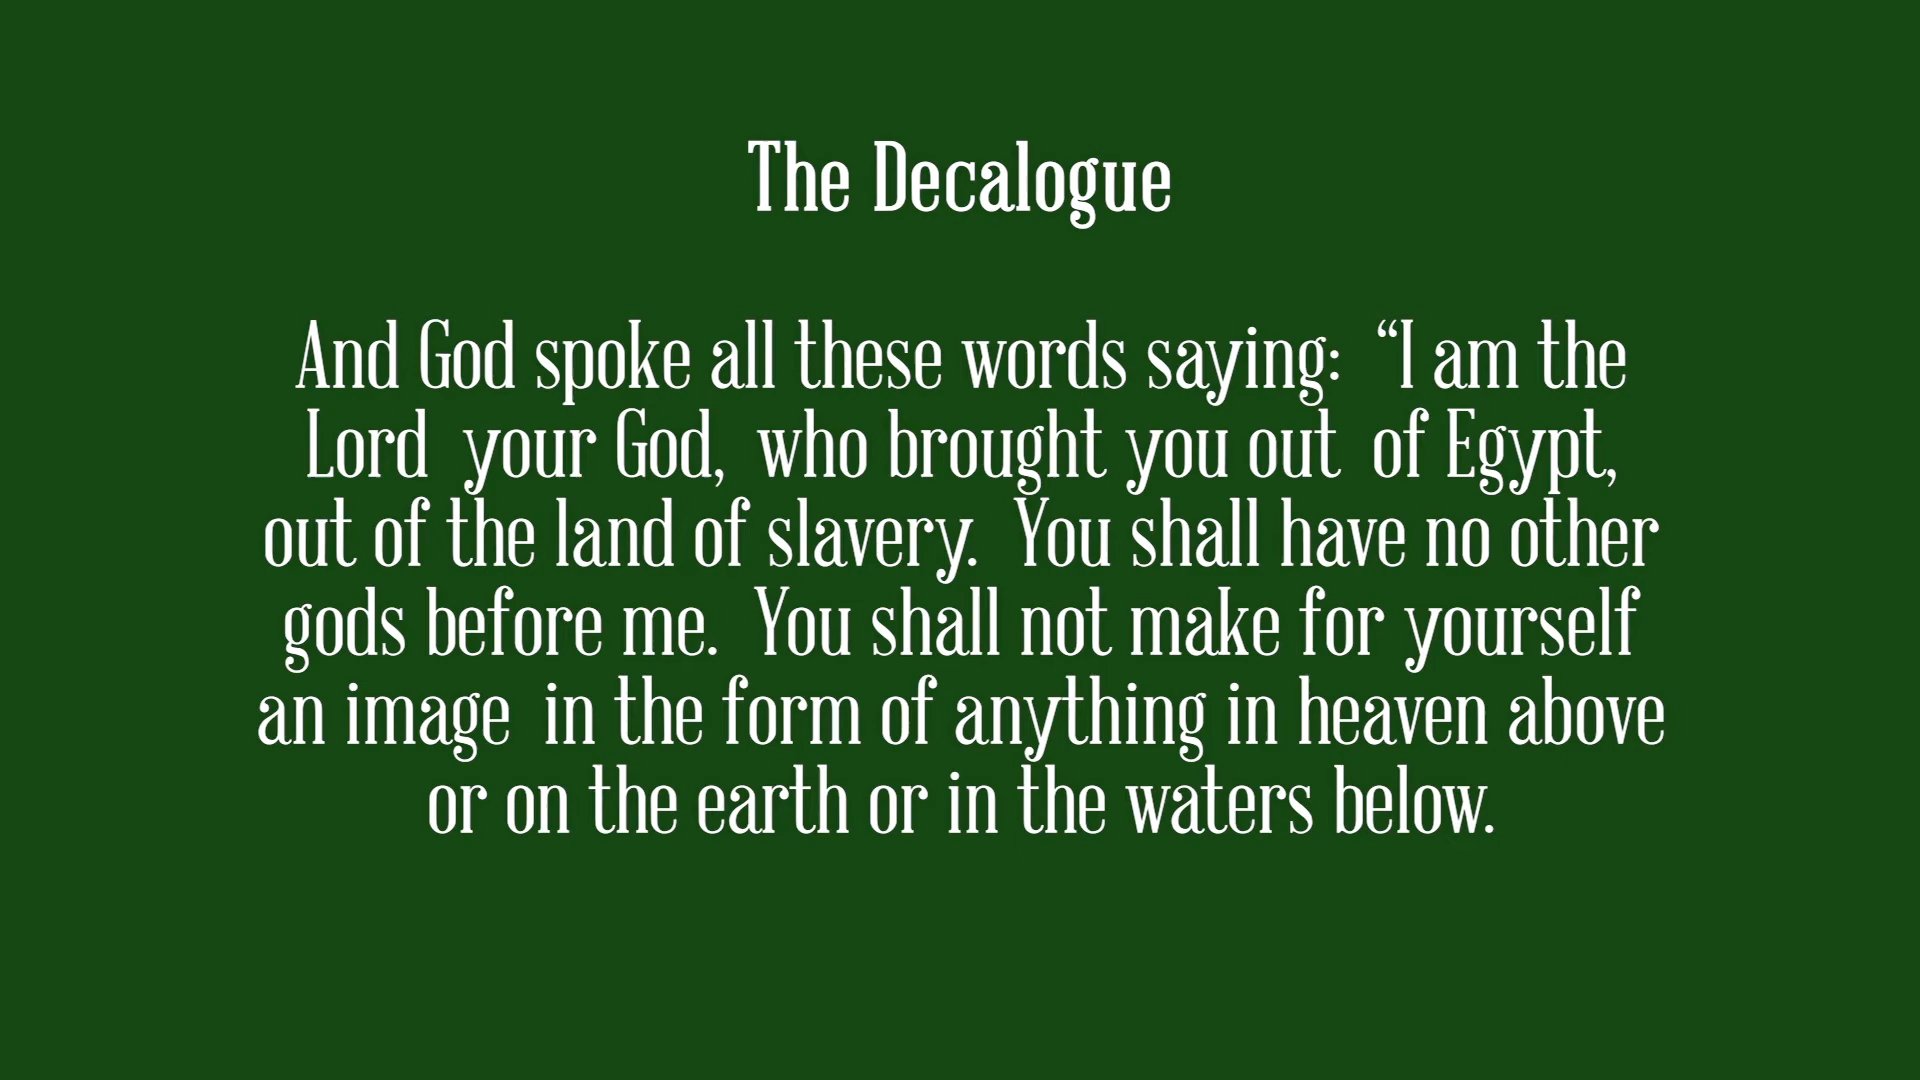 The Decalogue
And God spoke all these words saying:  “I am the
Lord  your God,  who brought you out  of Egypt,
out of the land of slavery.  You shall have no other
gods before me.  You shall not make for yourself
an image  in the form of anything in heaven above
or on the earth or in the waters below.